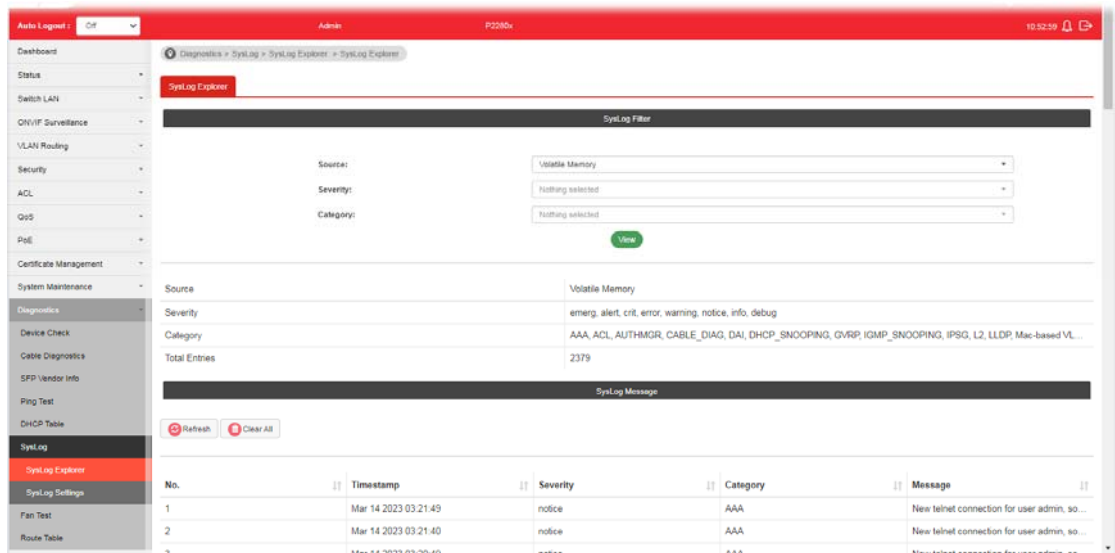 Auto Logout : Off Admin P2280x 10:52:59
Dashboard
Status
Switch LAN
ONVIF Surveillance
VLAN Routing
Security
ACL
QoS
PoE
Certificate Management
System Maintenance
Diagnostics
Device Check
Cable Diagnostics
SFP Vendor Info
Ping Test
DHCP Table
SysLog
SysLog Explorer
SysLog Settings
Fan Test
Route Table
Diagnostics > SysLog > SysLog Explorer > SysLog Explorer
SysLog Explorer
SysLog Filter
Source: Volatile Memory
Severity: Nothing selected
Category: Nothing selected
View
Source Volatile Memory
Severity emerg, alert, crit, error, warning, notice, info, debug
Category AAA, ACL, AUTHMGR, CABLE_DIAG, DAI, DHCP_SNOOPING, GVRP, IGMP_SNOOPING, IPSG, L2, LLDP, Mac-based VL...
Total Entries 2379
SysLog Message
Refresh Clear All
No. Timestamp Severity Category Message
1 Mar 14 2023 03:21:49 notice AAA New telnet connection for user admin, so...
2 Mar 14 2023 03:21:40 notice AAA New telnet connection for user admin, so...